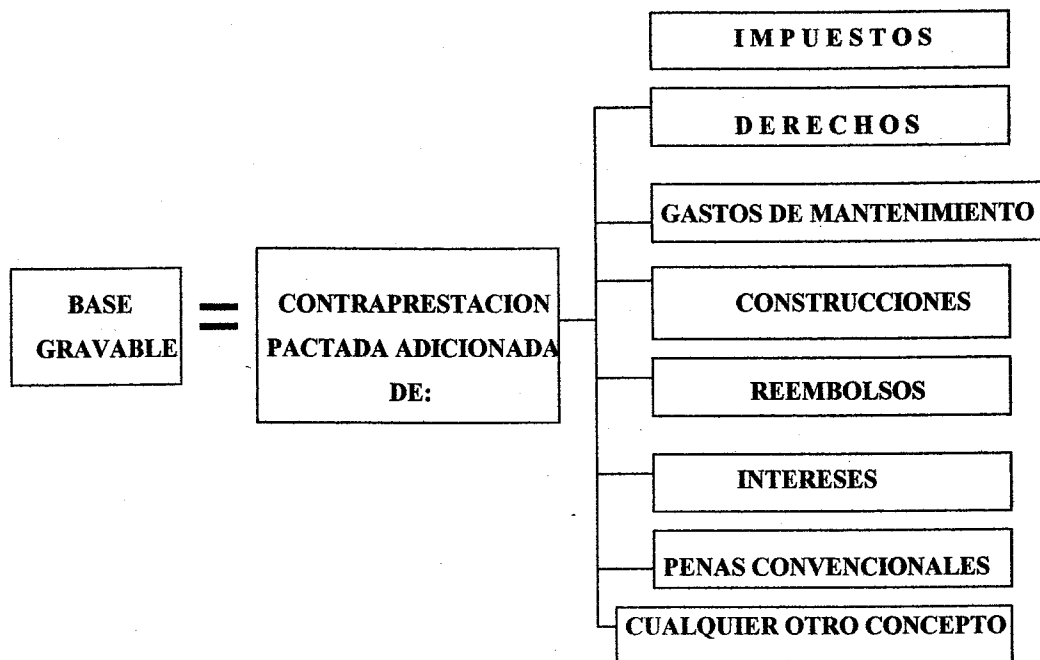 BASE
GRAVABLE
=
CONTRAPRESTACION
PACTADA ADICIONADA
DE:
IMPUESTOS
DERECHOS
GASTOS DE MANTENIMIENTO
CONSTRUCCIONES
REEMBOLSOS
INTERESES
PENAS CONVENCIONALES
CUALQUIER OTRO CONCEPTO